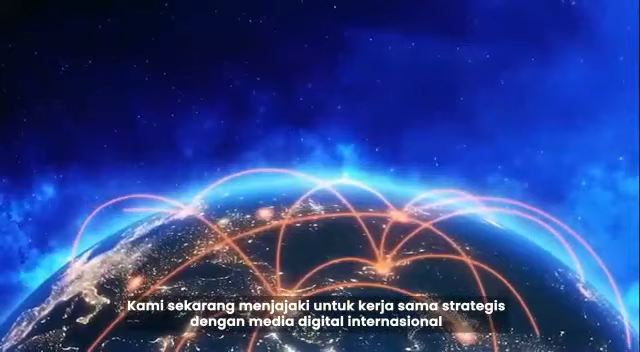 Kami sekarang menjajaki untuk kerja sama strategis
dengan media digital internasional